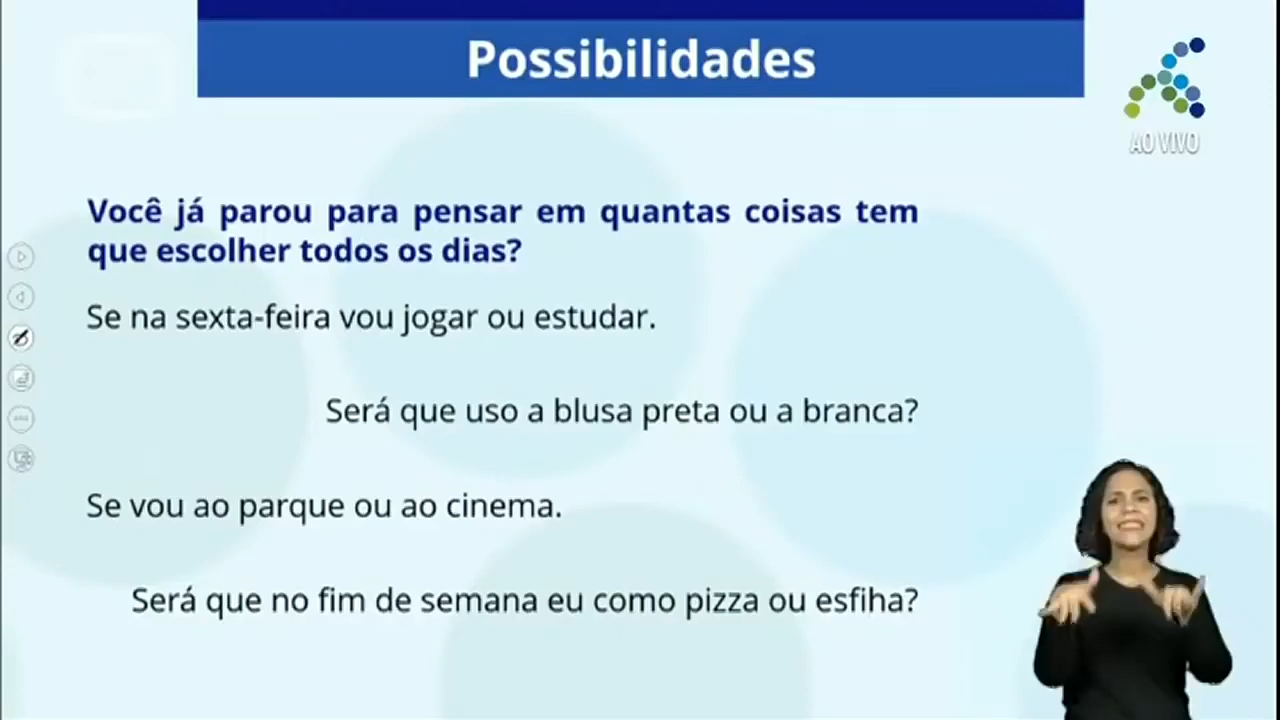 Possibilidades
AO VIVO
Você já parou para pensar em quantas coisas tem
que escolher todos os dias?
Se na sexta-feira vou jogar ou estudar.
Será que uso a blusa preta ou a branca?
Se vou ao parque ou ao cinema.
Será que no fim de semana eu como pizza ou esfiha?